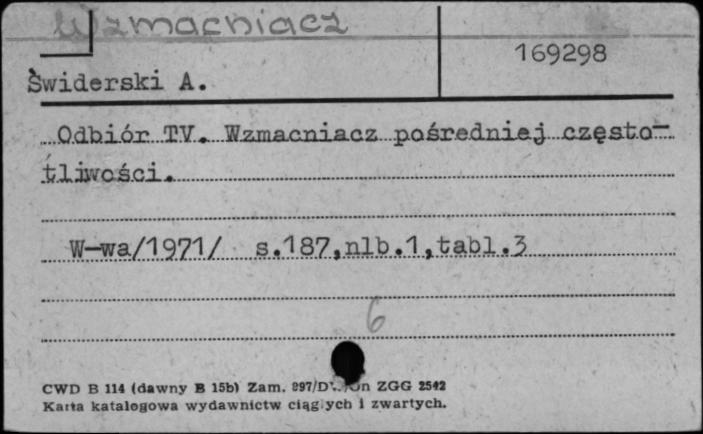 Wzmacniacz
169298
Świderski A.
Odbiór TV. Wzmacniacz pośredniej często-
tliwości.
W-wa/1971/ s.187,nlb.1,tabl.3
6
CWD B 114 (dawny B 15b) Zam. 897/D ZGG 2542
Karta katalogowa wydawnictw ciągłych i zwartych.